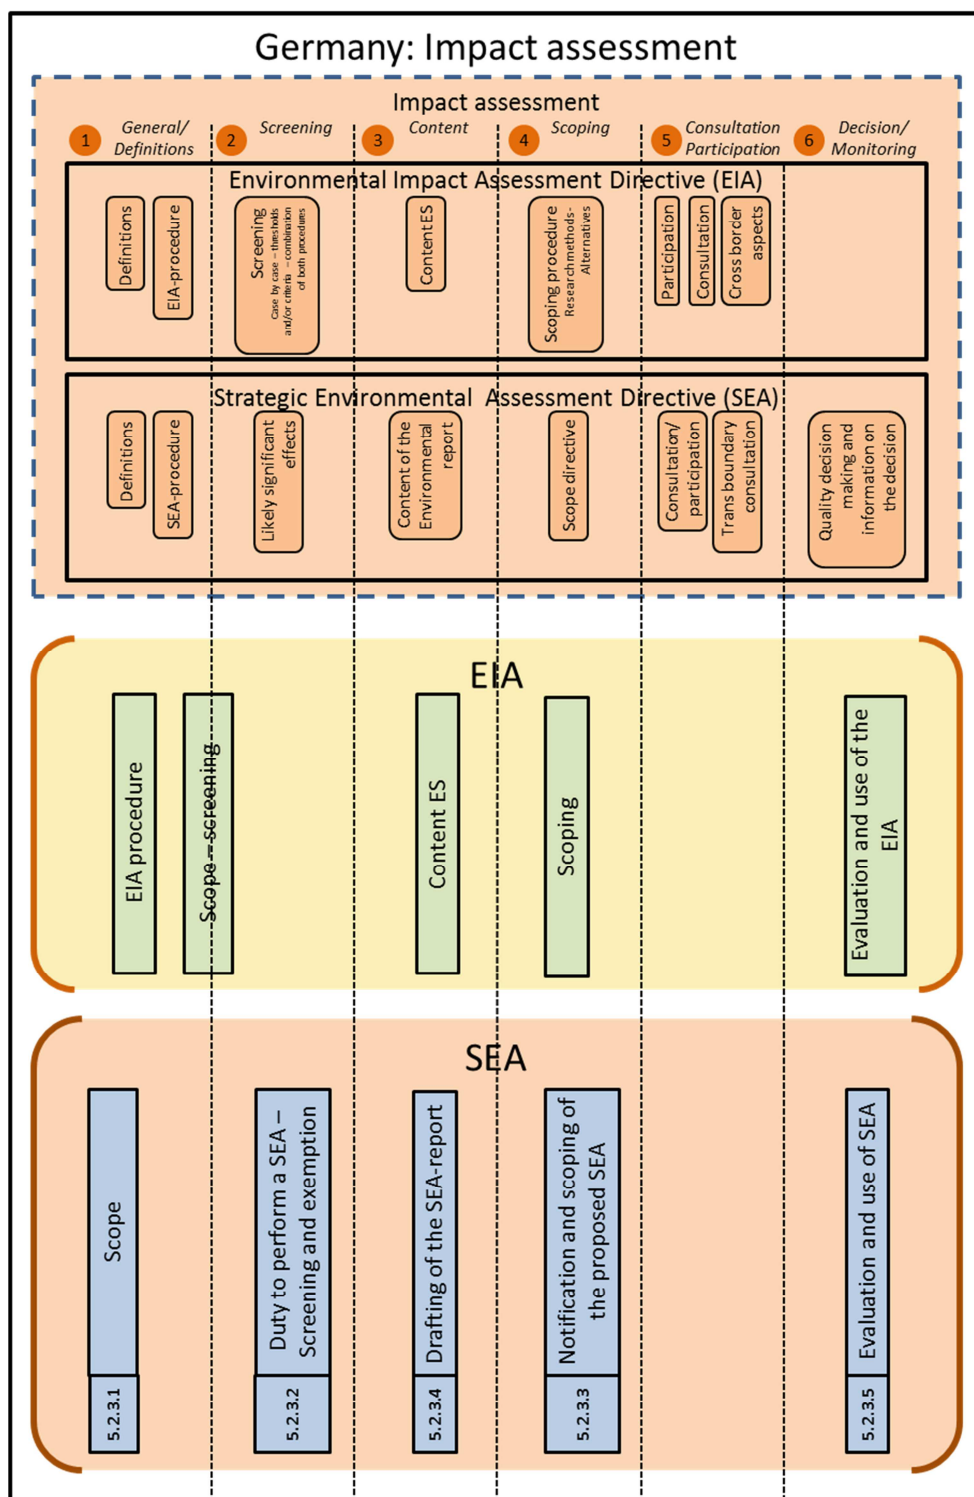 Germany: Impact assessment
Impact assessment
1
General/
Definitions
2
Screening
3
Content
4
Scoping
5
Consultation
Participation
6
Decision/
Monitoring
Environmental Impact Assessment Directive (EIA)
Definitions
EIA-procedure
Screening
Case by case – thresholds
and/or criteria – combination
of both procedures
Content ES
Scoping procedure
Research methods-
Alternatives
Participation
Consultation
Cross border
aspects
Strategic Environmental Assessment Directive (SEA)
Definitions
SEA-procedure
Likely significant
effects
Content of the
Environmental
report
Scope directive
Consultation/
participation
Trans boundary
consultation
Quality decision
making and
information on
the decision
EIA
EIA procedure
Scope – screening
Content ES
Scoping
Evaluation and use of the
EIA
SEA
5.2.3.1
Scope
5.2.3.2
Duty to perform a SEA –
Screening and exemption
5.2.3.4
Drafting of the SEA-report
5.2.3.3
Notification and scoping of
the proposed SEA
5.2.3.5
Evaluation and use of SEA